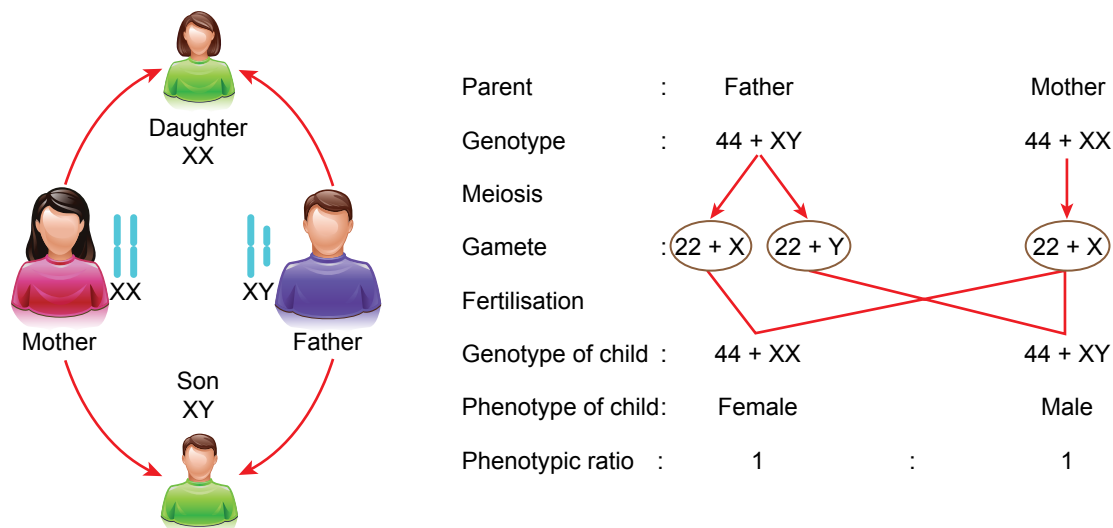 Daughter
XX
XX
XY
Mother
Father
Son
XY
Parent : Father Mother
Genotype : 44 + XY 44 + XX
Meiosis
Gamete : 22 + X 22 + Y 22 + X
Fertilisation
Genotype of child : 44 + XX 44 + XY
Phenotype of child: Female Male
Phenotypic ratio : 1 : 1